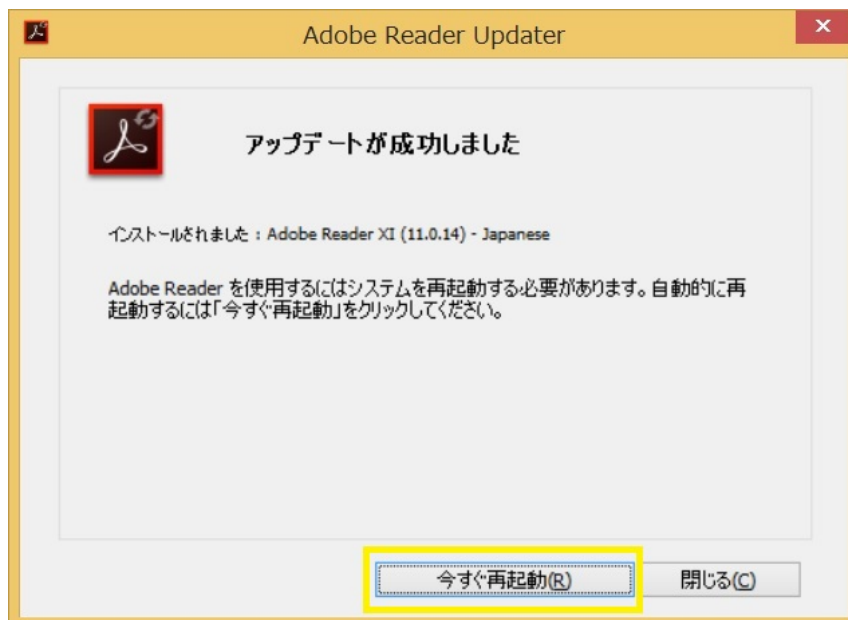 Adobe Reader Updater
アップデートが成功しました
インストールされました : Adobe Reader XI (11.0.14) - Japanese
Adobe Reader を使用するにはシステムを再起動する必要があります。自動的に再
起動するには「今すぐ再起動」をクリックしてください。
今すぐ再起動(R) 閉じる(C)